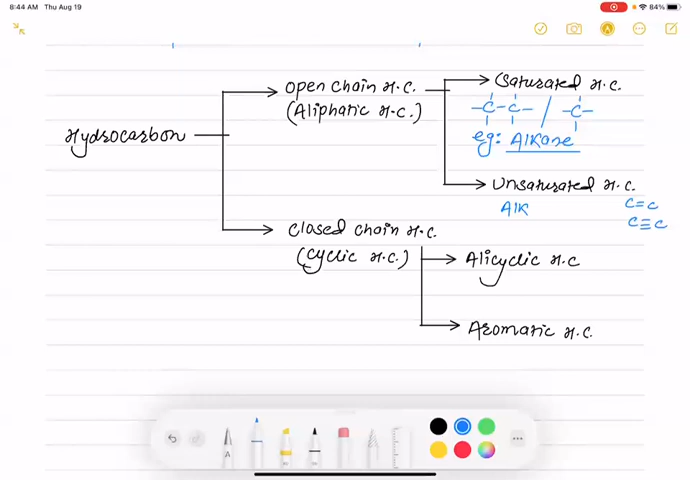 8:44 AM Thu Aug 19
84%
Hydrocarbon
Open chain H.C.
(Aliphatic H.C.)
Saturated H.C.
-C-C- / -C-
eg: Alkane
Unsaturated H.C.
Alk
C=C
C≡C
Closed chain H.C.
(Cyclic H.C.)
Alicyclic H.C
Aromatic H.C.
A